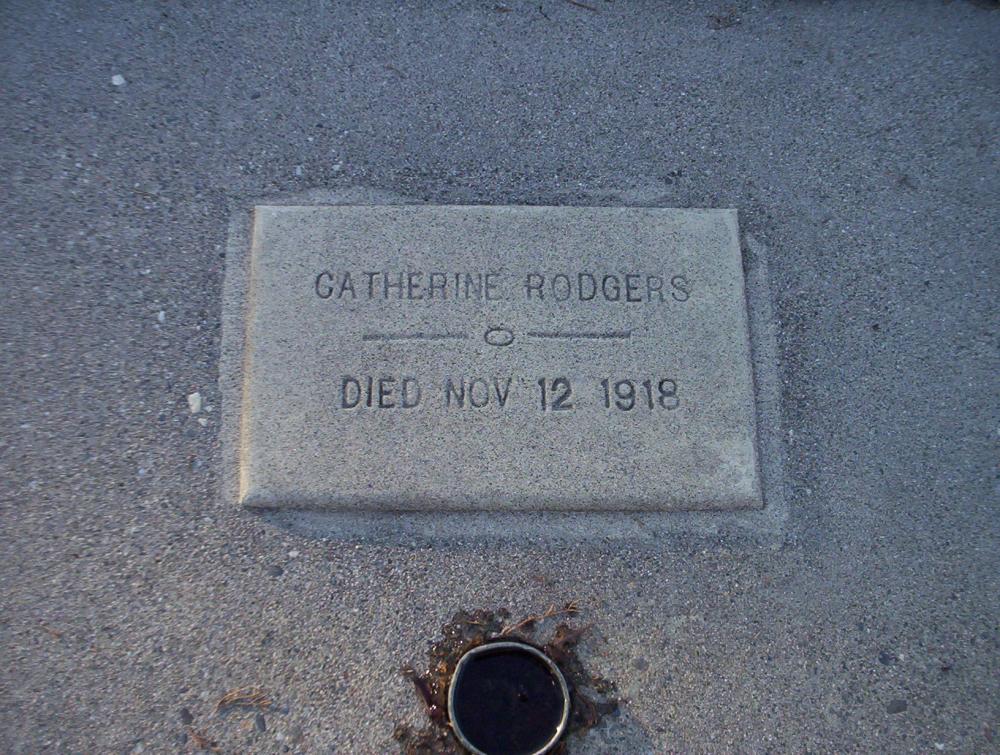 CATHERINE RODGERS
DIED NOV 12 1918